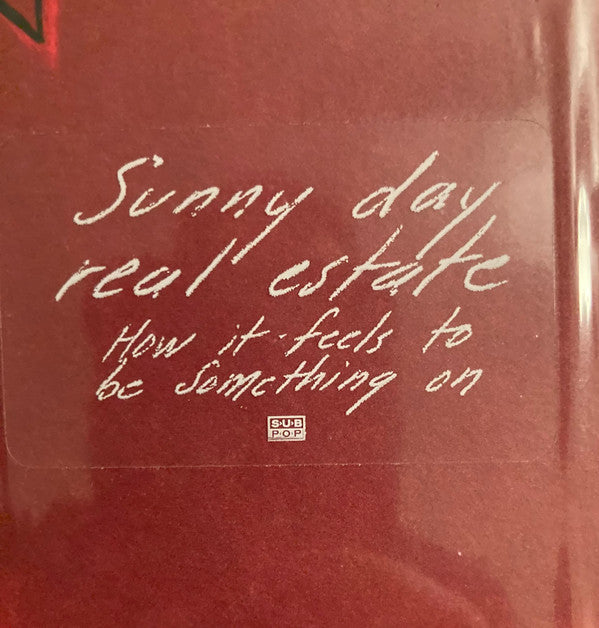 Sunny day
real estate
How it feels to
be Something on
SUB
POP